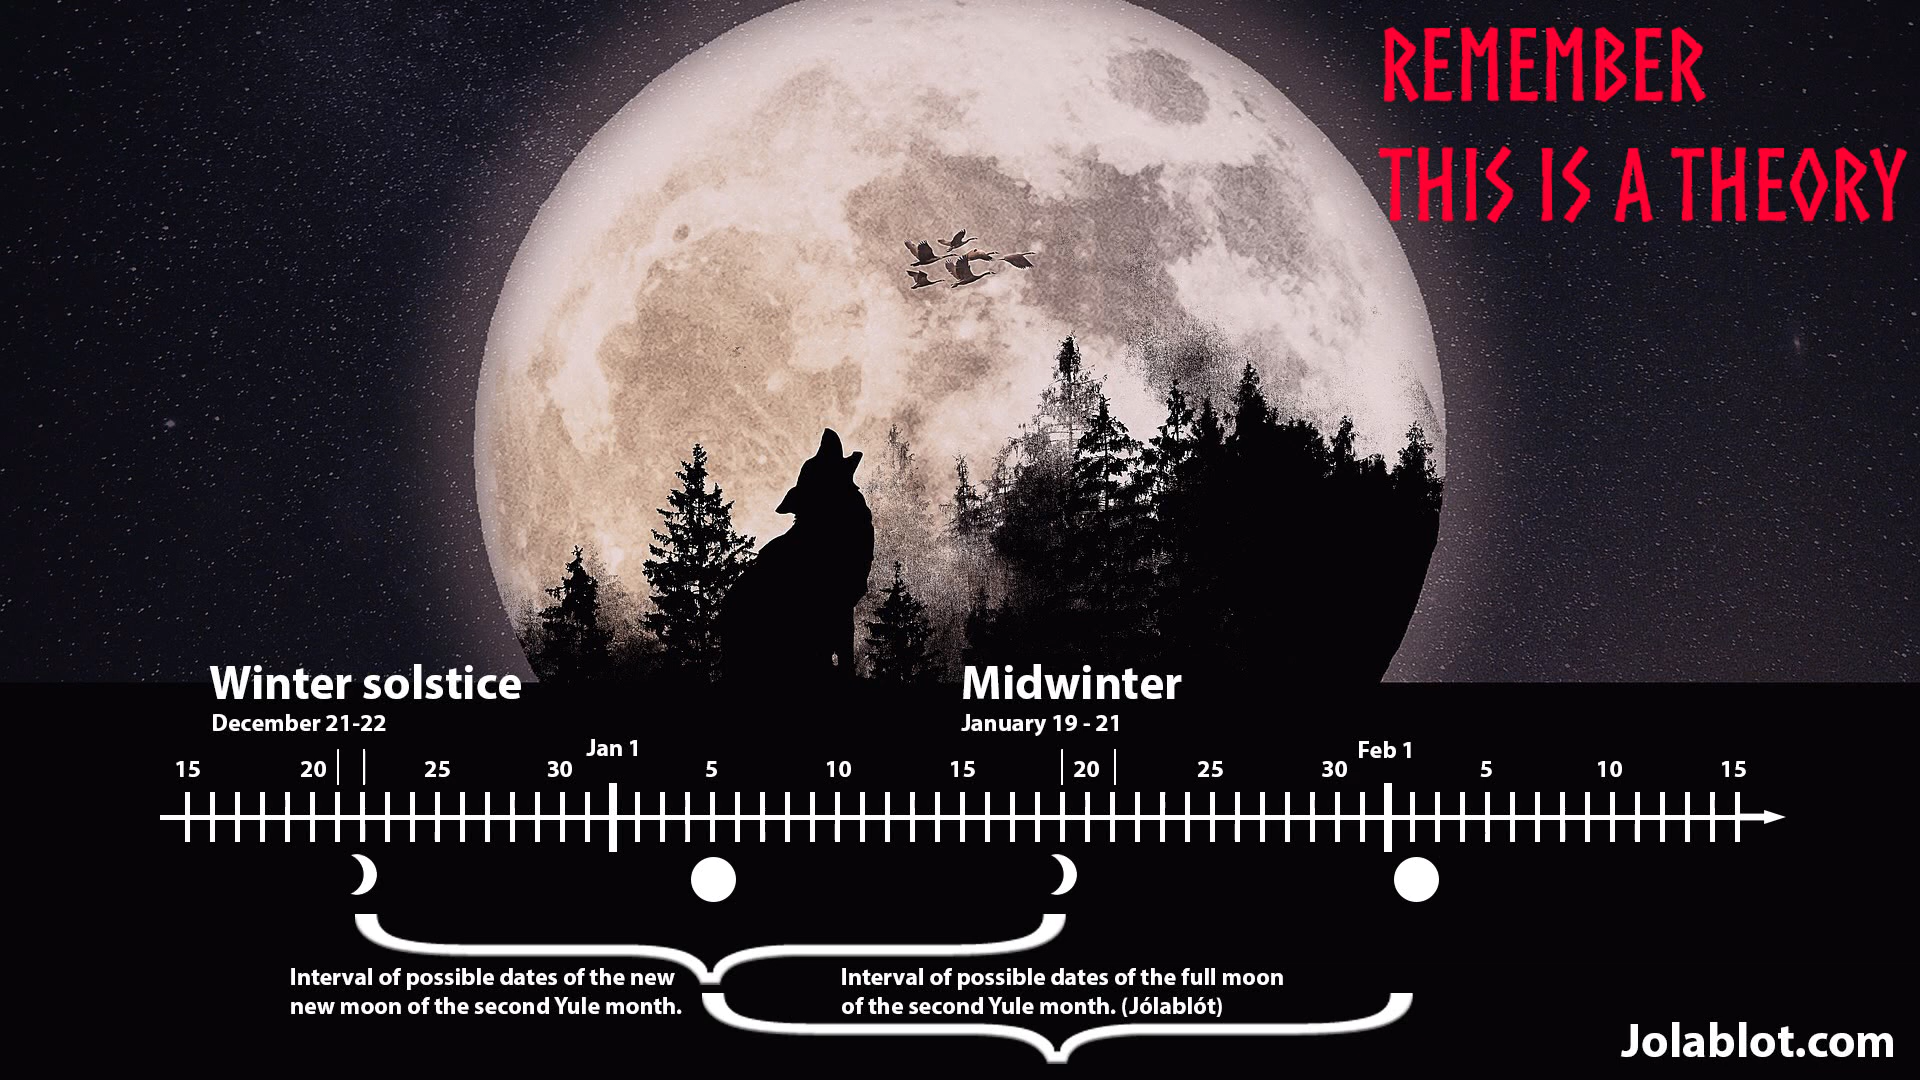 REMEMBER
THIS IS A THEORY
Winter solstice
December 21-22
Midwinter
January 19 - 21
Jan 1
Feb 1
15 20 25 30 5 10 15 20 25 30 5 10 15
Interval of possible dates of the new
new moon of the second Yule month.
Interval of possible dates of the full moon
of the second Yule month. (Jólablót)
Jolablot.com